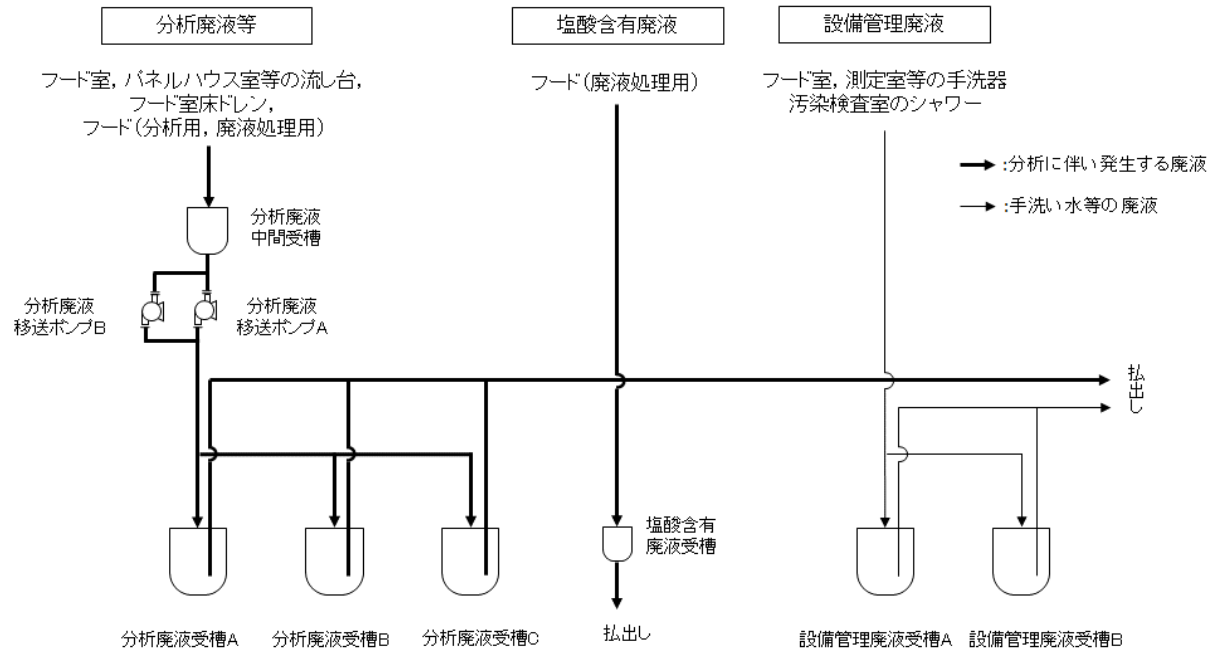 分析廃液等
塩酸含有廃液
設備管理廃液
フード室，パネルハウス室等の流し台，
フード室床ドレン，
フード（分析用，廃液処理用）
フード（廃液処理用）
フード室，測定室等の手洗器
汚染検査室のシャワー
:分析に伴い発生する廃液
:手洗い水等の廃液
分析廃液
中間受槽
分析廃液
移送ポンプB
分析廃液
移送ポンプA
払出し
塩酸含有
廃液受槽
払出し
分析廃液受槽A
分析廃液受槽B
分析廃液受槽C
設備管理廃液受槽A
設備管理廃液受槽B